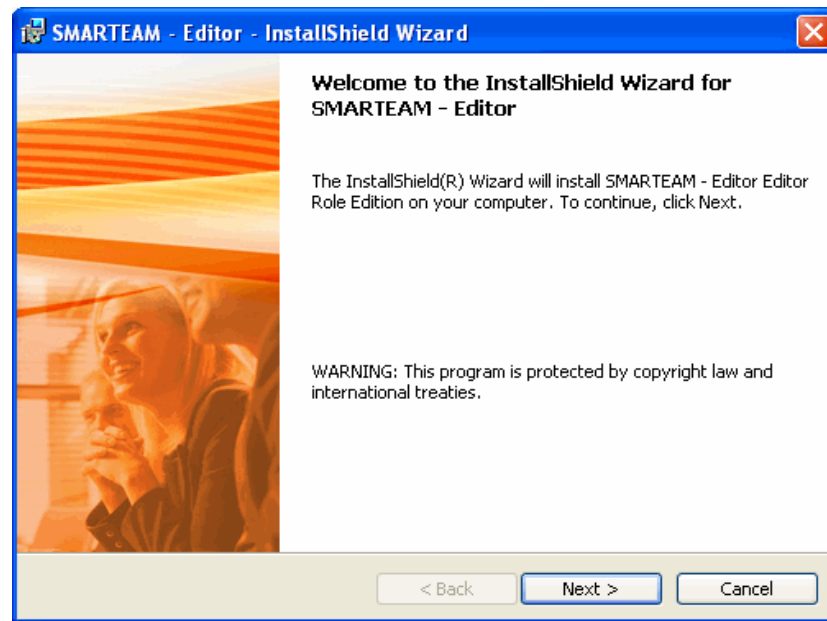 SMARTEAM - Editor - InstallShield Wizard
Welcome to the InstallShield Wizard for
SMARTEAM - Editor
The InstallShield(R) Wizard will install SMARTEAM - Editor Editor
Role Edition on your computer. To continue, click Next.
WARNING: This program is protected by copyright law and
international treaties.
< Back
Next >
Cancel